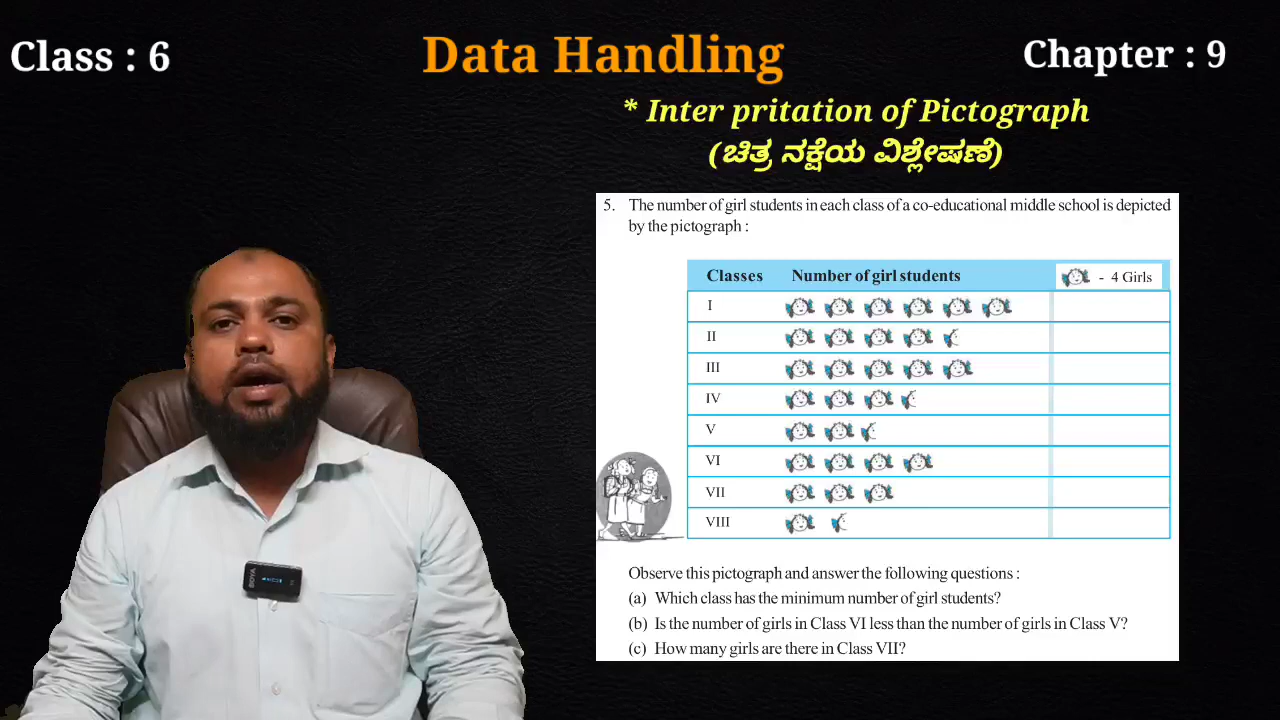 Class : 6
Data Handling
Chapter : 9
* Inter pritation of Pictograph
(ಚಿತ್ರ ನಕ್ಷೆಯ ವಿಶ್ಲೇಷಣೆ)
5. The number of girl students in each class of a co-educational middle school is depicted
by the pictograph :
Classes Number of girl students - 4 Girls
I
II
III
IV
V
VI
VII
VIII
Observe this pictograph and answer the following questions :
(a) Which class has the minimum number of girl students?
(b) Is the number of girls in Class VI less than the number of girls in Class V?
(c) How many girls are there in Class VII?
BOYA